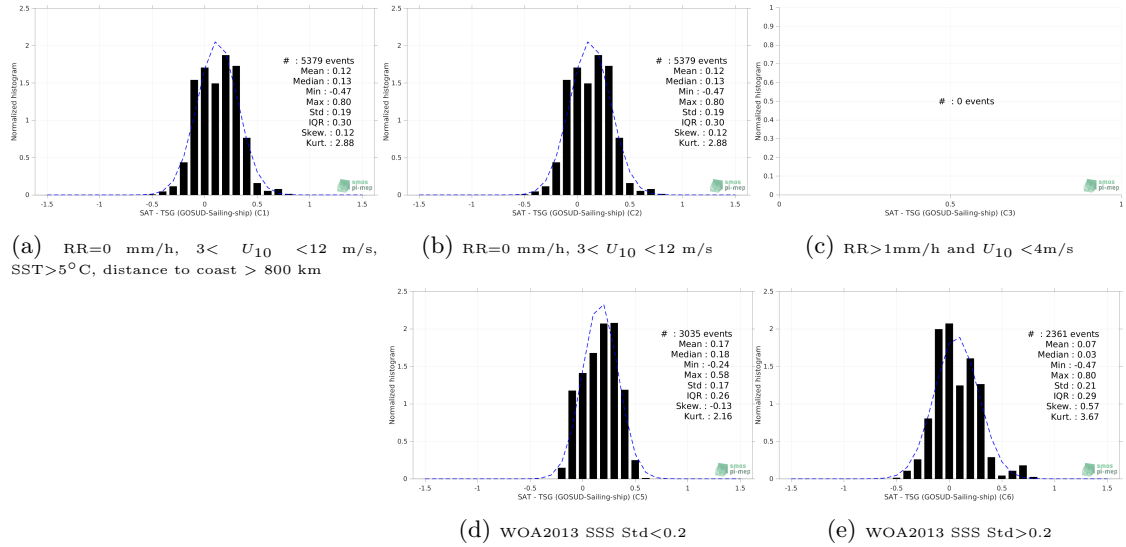 2.5
2
1.5
1
0.5
0
Normalized histogram
-1.5 -1 -0.5 0 0.5 1 1.5
SAT - TSG (GOSUD-Sailing-ship) (C1)
# : 5379 events
Mean : 0.12
Median : 0.13
Min : -0.47
Max : 0.80
Std : 0.19
IQR : 0.30
Skew. : 0.12
Kurt. : 2.88
smos
pi-mep
(a) RR=0 mm/h, 3< U10 <12 m/s,
SST>5°C, distance to coast > 800 km
2.5
2
1.5
1
0.5
0
Normalized histogram
-1.5 -1 -0.5 0 0.5 1 1.5
SAT - TSG (GOSUD-Sailing-ship) (C2)
# : 5379 events
Mean : 0.12
Median : 0.13
Min : -0.47
Max : 0.80
Std : 0.19
IQR : 0.30
Skew. : 0.12
Kurt. : 2.88
smos
pi-mep
(b) RR=0 mm/h, 3< U10 <12 m/s
1
0.9
0.8
0.7
0.6
0.5
0.4
0.3
0.2
0.1
0
Normalized histogram
0 0.5 1
SAT - TSG (GOSUD-Sailing-ship) (C3)
# : 0 events
smos
pi-mep
(c) RR>1mm/h and U10 <4m/s
2.5
2
1.5
1
0.5
0
Normalized histogram
-1.5 -1 -0.5 0 0.5 1 1.5
SAT - TSG (GOSUD-Sailing-ship) (C5)
# : 3035 events
Mean : 0.17
Median : 0.18
Min : -0.24
Max : 0.58
Std : 0.17
IQR : 0.26
Skew. : -0.13
Kurt. : 2.16
smos
pi-mep
(d) WOA2013 SSS Std<0.2
2.5
2
1.5
1
0.5
0
Normalized histogram
-1.5 -1 -0.5 0 0.5 1 1.5
SAT - TSG (GOSUD-Sailing-ship) (C6)
# : 2361 events
Mean : 0.07
Median : 0.03
Min : -0.47
Max : 0.80
Std : 0.21
IQR : 0.29
Skew. : 0.57
Kurt. : 3.67
smos
pi-mep
(e) WOA2013 SSS Std>0.2